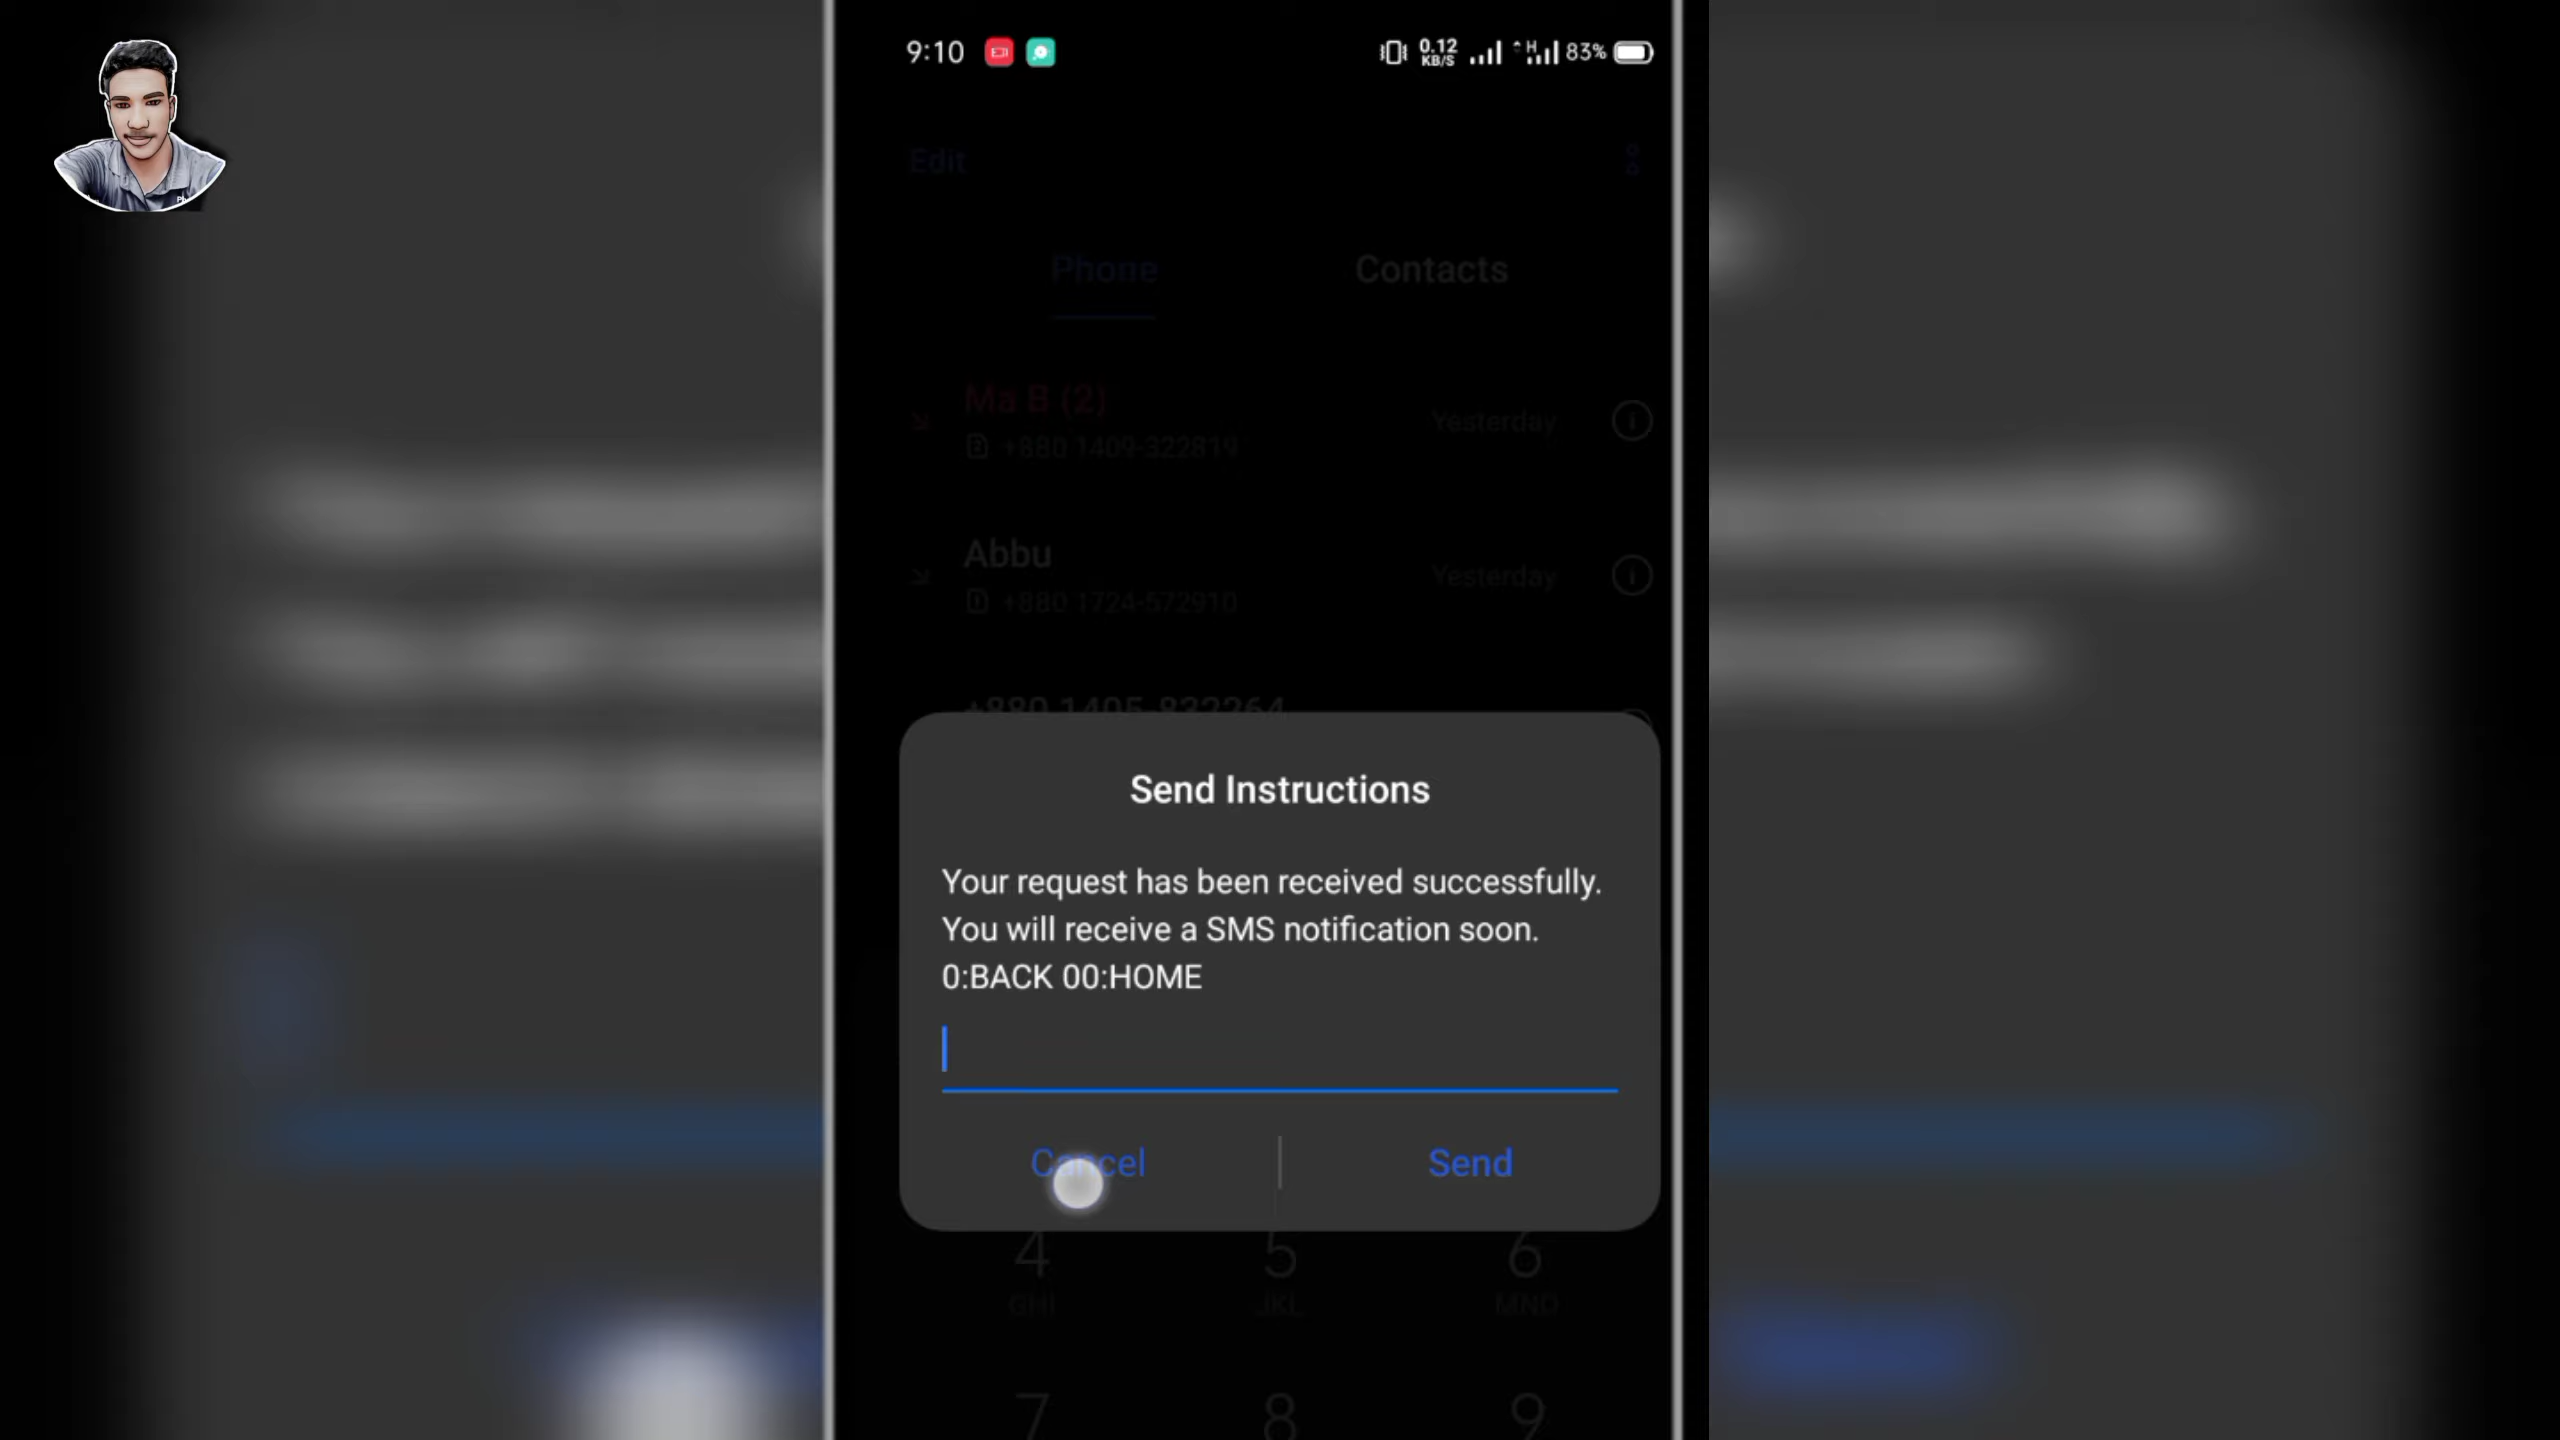 9:10
0.12
KB/S
H
83%
Edit
Phone
Contacts
Ma B (2)
+880 1409-322819
Yesterday
Abbu
+880 1724-572910
Yesterday
+880 1405-832264
Send Instructions
Your request has been received successfully.
You will receive a SMS notification soon.
0:BACK 00:HOME
Cancel
Send
4
5
6
GHI
JKL
MNO
7
8
9